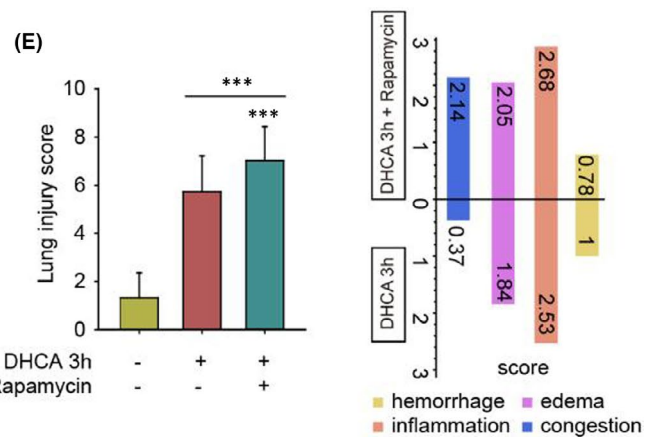 (E)
***
***
Lung injury score
10
8
6
4
2
0
DHCA 3h - + +
Rapamycin - - +
DHCA 3h + Rapamycin
DHCA 3h
3
2
1
0
1
2
3
2.14
2.05
2.68
0.78
0.37
1.84
2.53
1
score
hemorrhage edema
inflammation congestion